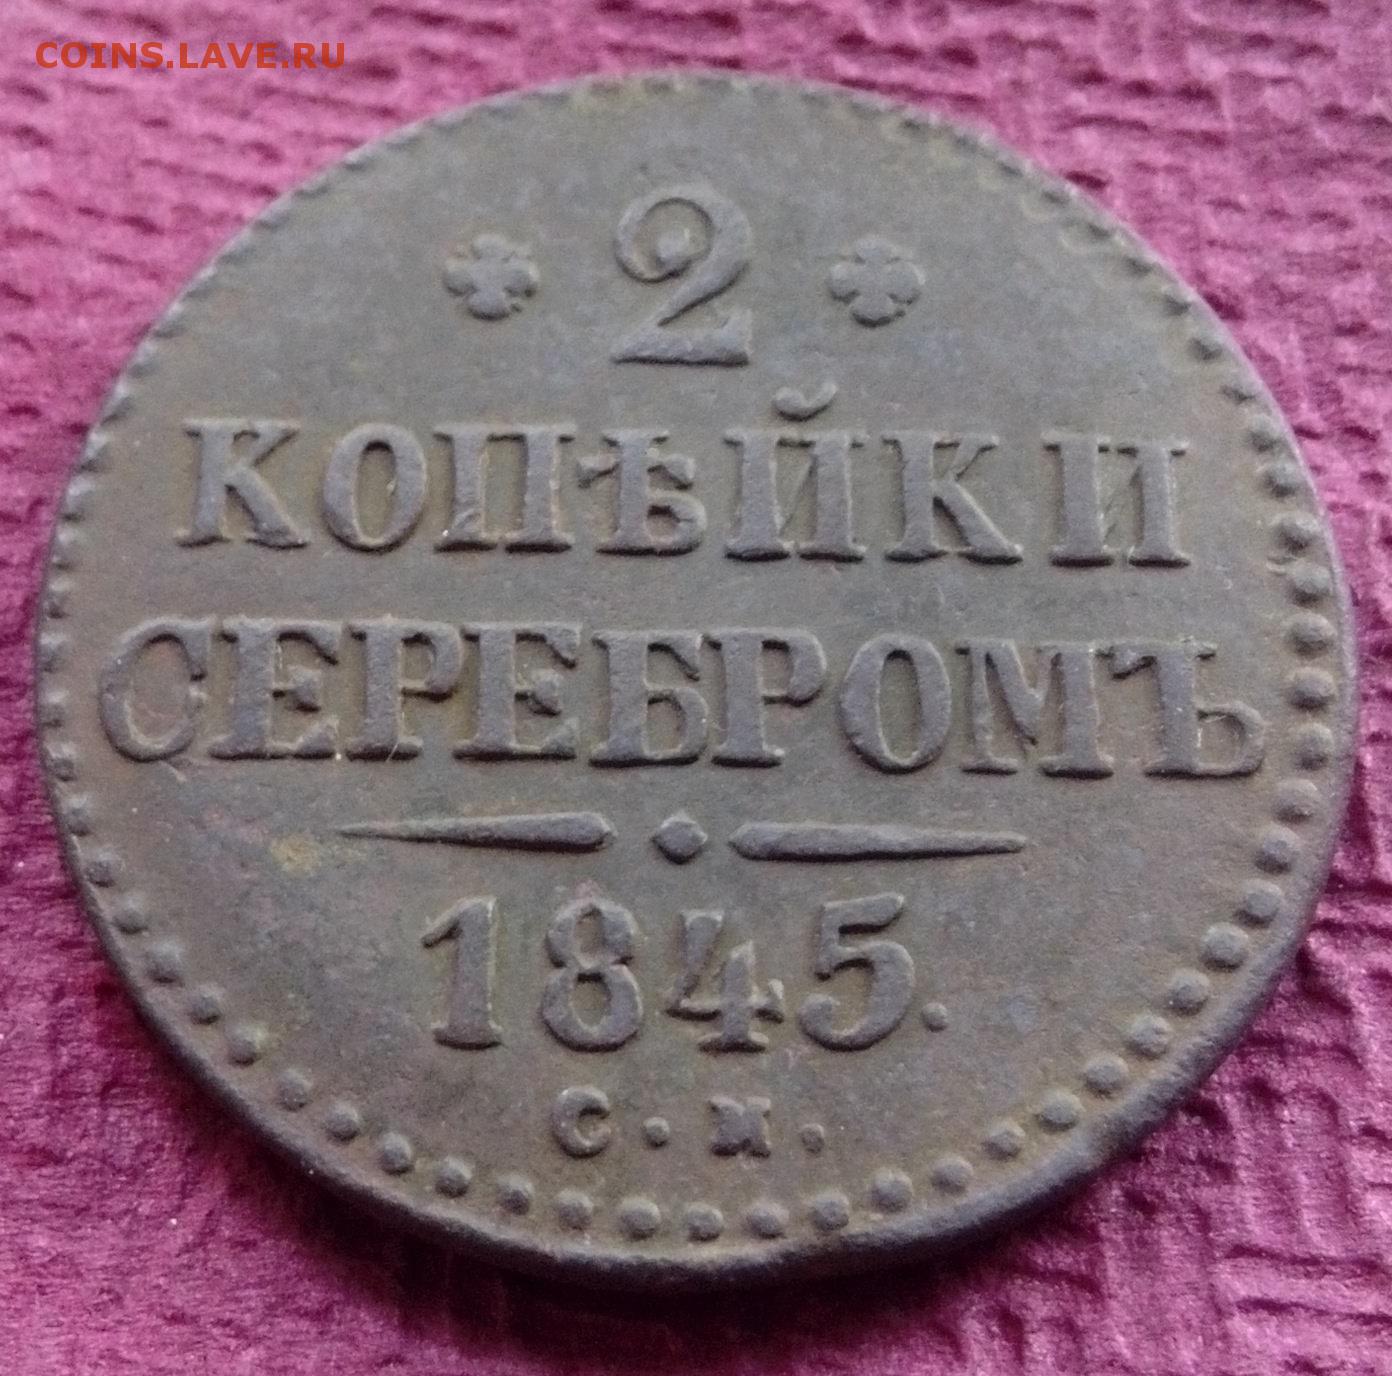 COINS.LAVE.RU
2
КОПѢЙКИ
СЕРЕБРОМЪ
1845.
С.М.